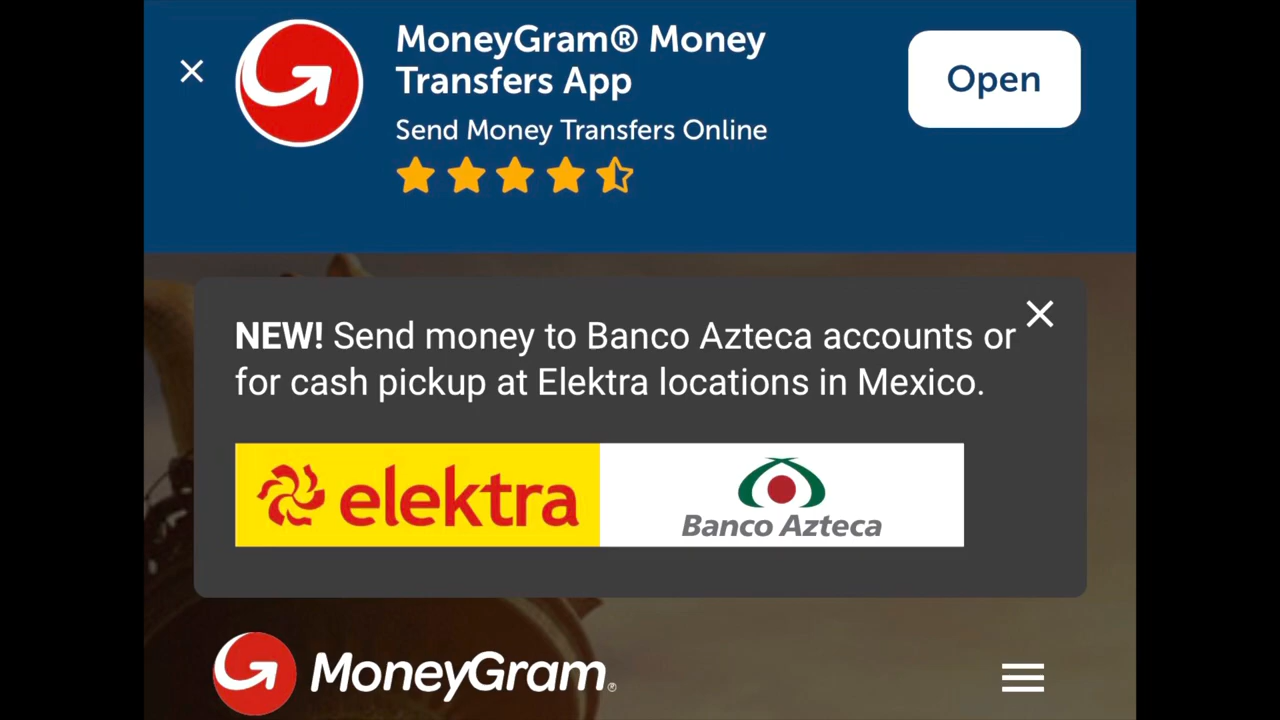 MoneyGram® Money
Transfers App
Open
Send Money Transfers Online
NEW! Send money to Banco Azteca accounts or
for cash pickup at Elektra locations in Mexico.
elektra
Banco Azteca
MoneyGram®